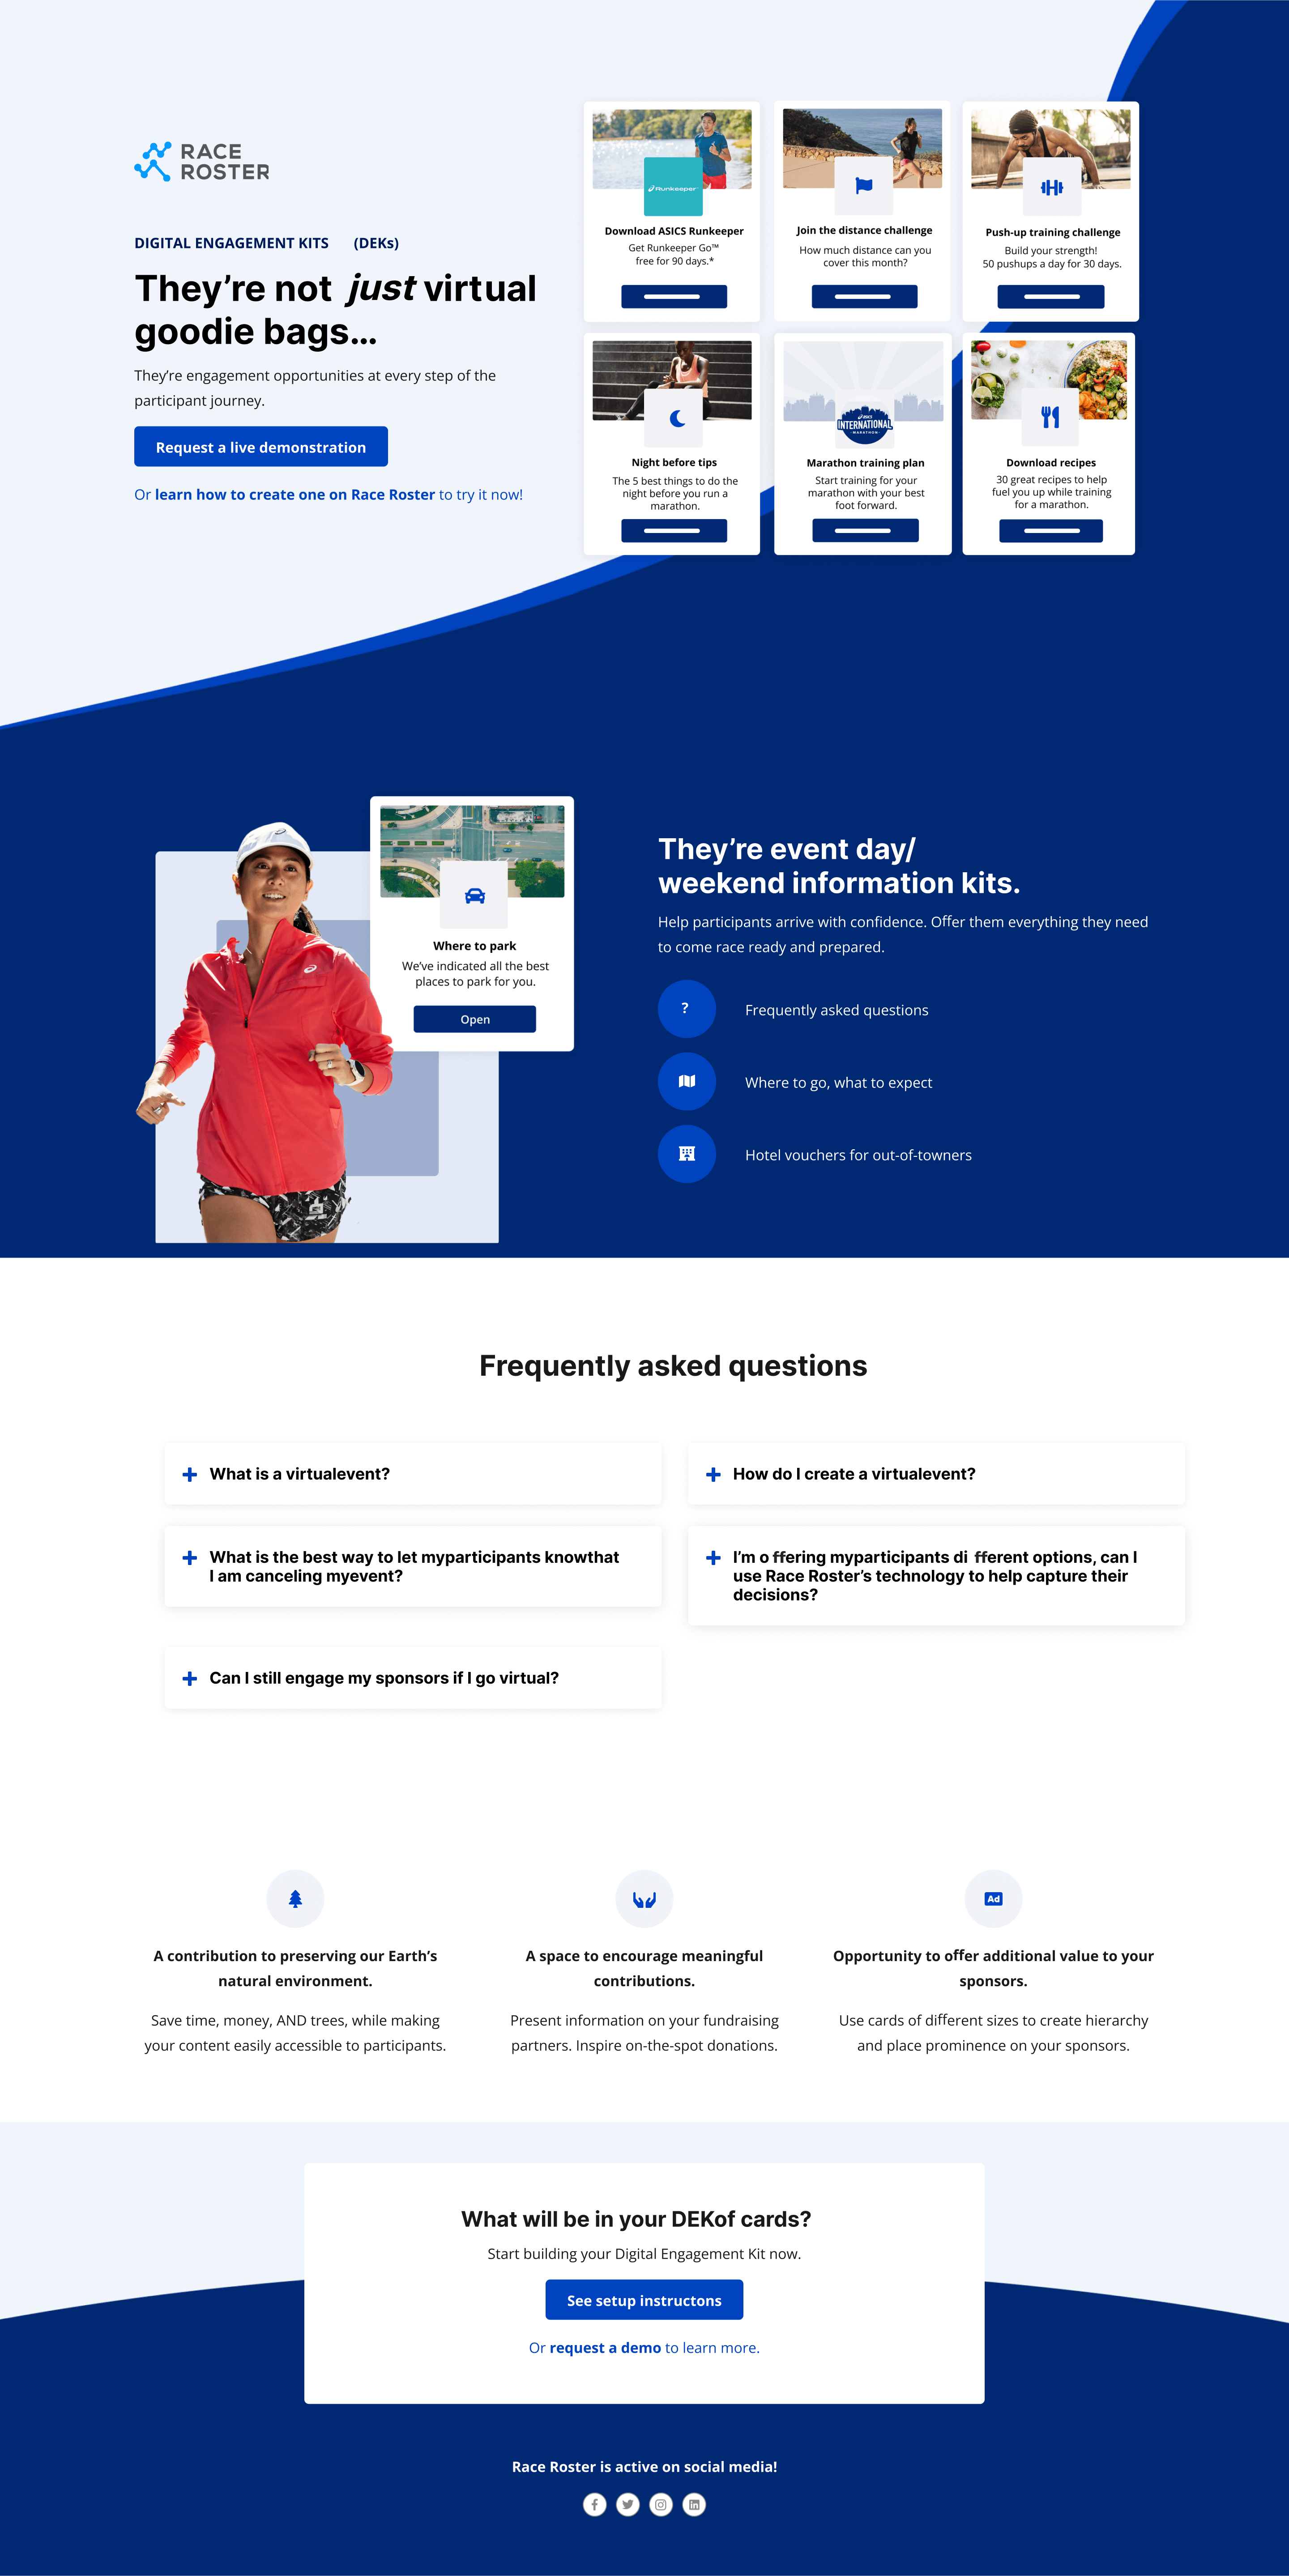 RACE
ROSTER
DIGITAL ENGAGEMENT KITS (DEKs)
They're not just virtual
goodie bags...
They're engagement opportunities at every step of the
participant journey.
Request a live demonstration
Or learn how to create one on Race Roster to try it now!
Runkeeper
Download ASICS Runkeeper
Get Runkeeper Go™
free for 90 days.*
Join the distance challenge
How much distance can you
cover this month?
Push-up training challenge
Build your strength!
50 pushups a day for 30 days.
Night before tips
The 5 best things to do the
night before you run a
marathon.
asics
INTERNATIONAL
MARATHON
Marathon training plan
Start training for your
marathon with your best
foot forward.
Download recipes
30 great recipes to help
fuel you up while training
for a marathon.
Where to park
We've indicated all the best
places to park for you.
Open
They're event day/
weekend information kits.
Help participants arrive with confidence. Offer them everything they need
to come race ready and prepared.
?
Frequently asked questions
Where to go, what to expect
Hotel vouchers for out-of-towners
Frequently asked questions
What is a virtualevent?
How do I create a virtualevent?
What is the best way to let myparticipants knowthat
I am canceling myevent?
I'm o ffering myparticipants di fferent options, can I
use Race Roster's technology to help capture their
decisions?
Can I still engage my sponsors if I go virtual?
A contribution to preserving our Earth's
natural environment.
Save time, money, AND trees, while making
your content easily accessible to participants.
A space to encourage meaningful
contributions.
Present information on your fundraising
partners. Inspire on-the-spot donations.
Ad
Opportunity to offer additional value to your
sponsors.
Use cards of different sizes to create hierarchy
and place prominence on your sponsors.
What will be in your DEKof cards?
Start building your Digital Engagement Kit now.
See setup instructons
Or request a demo to learn more.
Race Roster is active on social media!